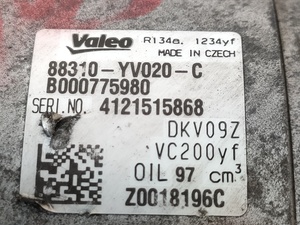 Valeo R134a. 1234yf
MADE IN CZECH
88310-YV020-C
B000775980
SERI.NO. 4121515868
DKV09Z
VC200yf
OIL 97 cm³
Z0018196C